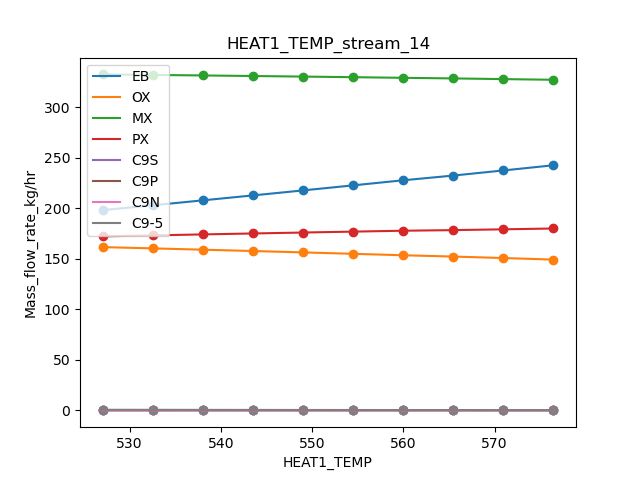 HEAT1_TEMP_stream_14
EB
OX
MX
PX
C9S
C9P
C9N
C9-5
Mass_flow_rate_kg/hr
300
250
200
150
100
50
0
530 540 550 560 570
HEAT1_TEMP